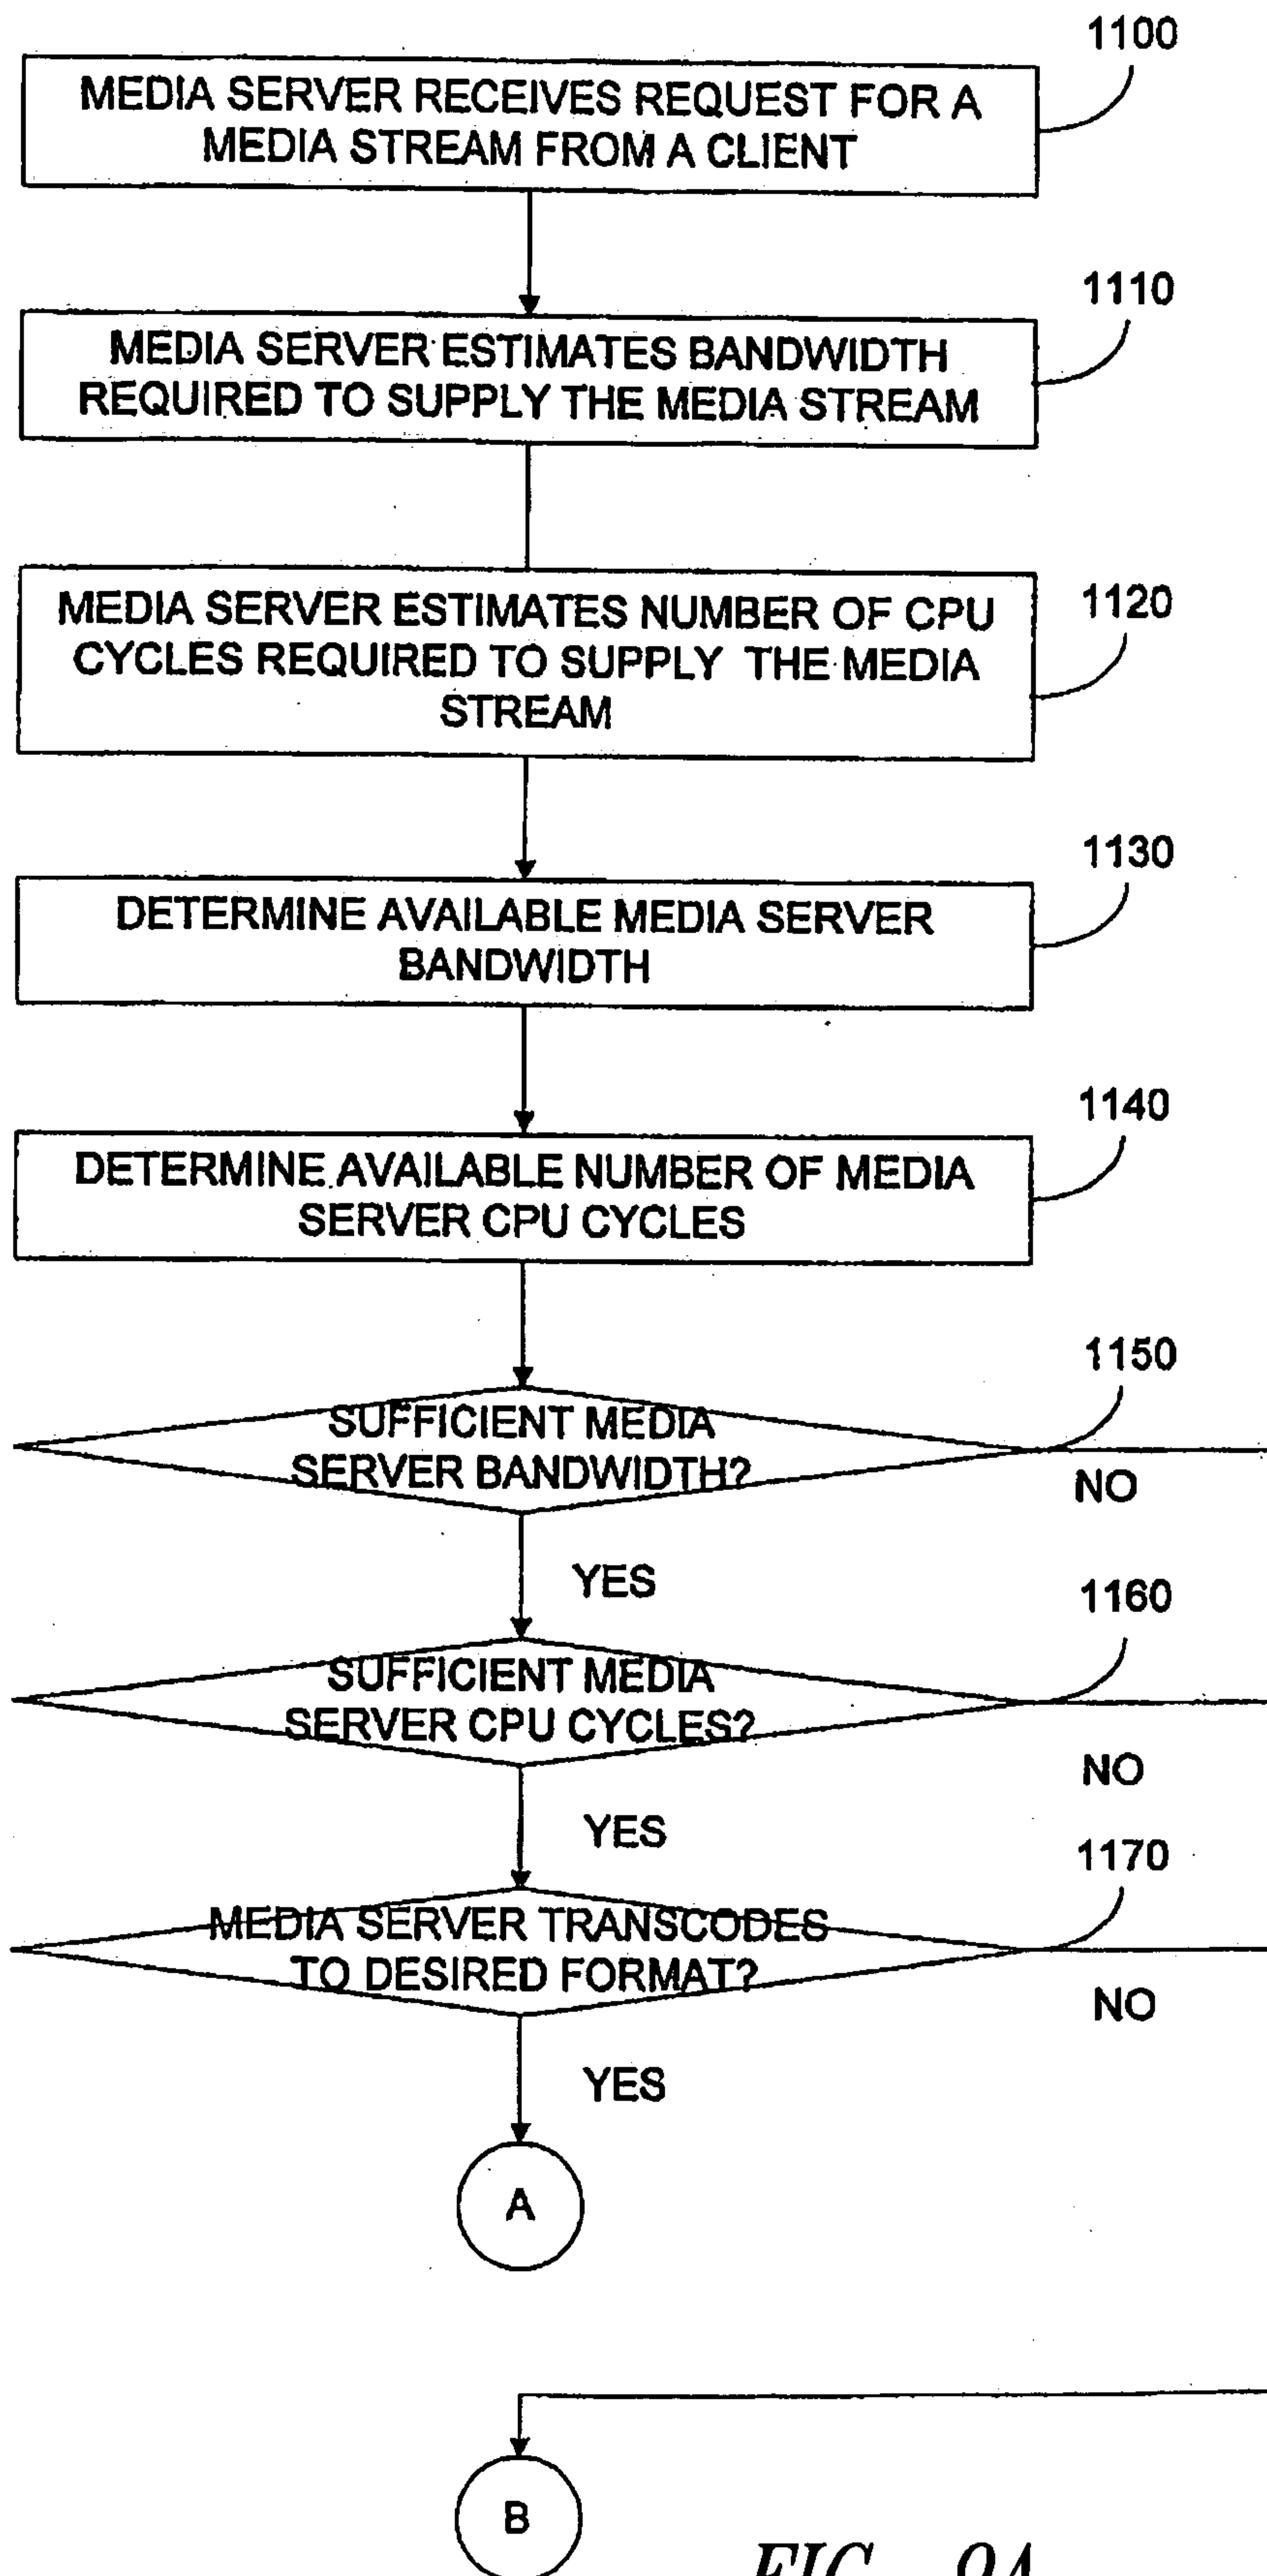 1100
MEDIA SERVER RECEIVES REQUEST FOR A
MEDIA STREAM FROM A CLIENT
1110
MEDIA SERVER ESTIMATES BANDWIDTH
REQUIRED TO SUPPLY THE MEDIA STREAM
1120
MEDIA SERVER ESTIMATES NUMBER OF CPU
CYCLES REQUIRED TO SUPPLY THE MEDIA
STREAM
1130
DETERMINE AVAILABLE MEDIA SERVER
BANDWIDTH
1140
DETERMINE AVAILABLE NUMBER OF MEDIA
SERVER CPU CYCLES
1150
SUFFICIENT MEDIA
SERVER BANDWIDTH?
NO
YES
1160
SUFFICIENT MEDIA
SERVER CPU CYCLES?
NO
YES
1170
MEDIA SERVER TRANSCODES
TO DESIRED FORMAT?
NO
YES
A
B
FIG. 9A